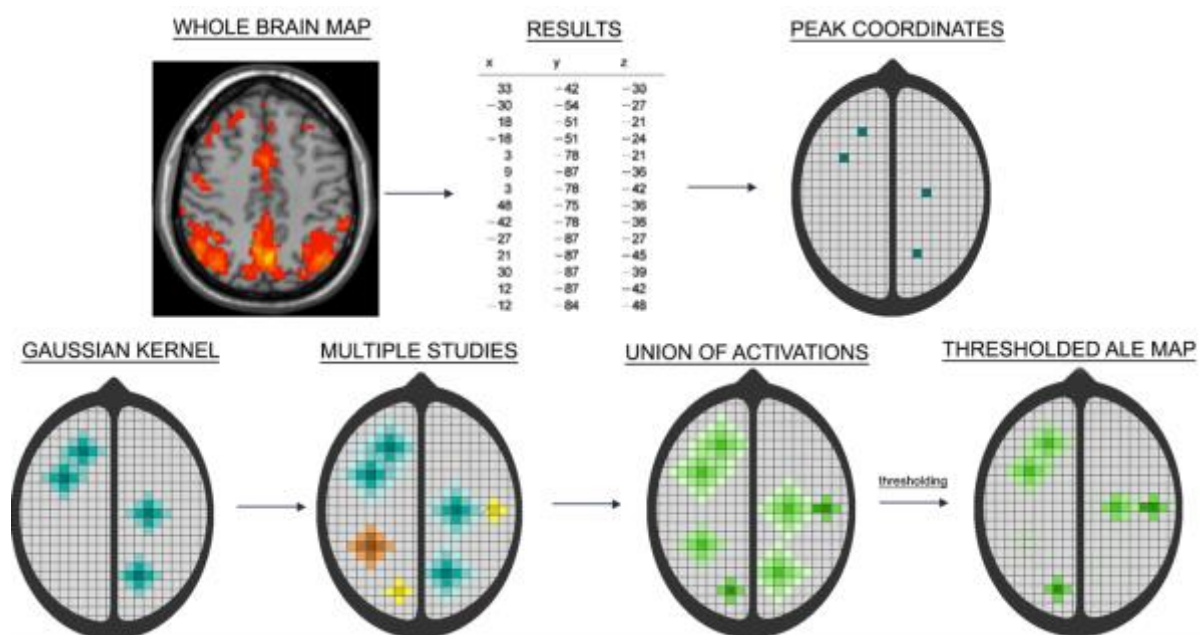 WHOLE BRAIN MAP
RESULTS
PEAK COORDINATES
x y z
33 -42 -30
-30 -54 -27
18 -51 -21
-18 -51 -24
3 -78 -21
9 -87 -36
3 -78 -42
48 -75 -36
-42 -78 -36
-27 -87 -27
21 -87 -45
30 -87 -39
12 -87 -42
-12 -84 -48
GAUSSIAN KERNEL
MULTIPLE STUDIES
UNION OF ACTIVATIONS
THRESHOLDED ALE MAP
thresholding